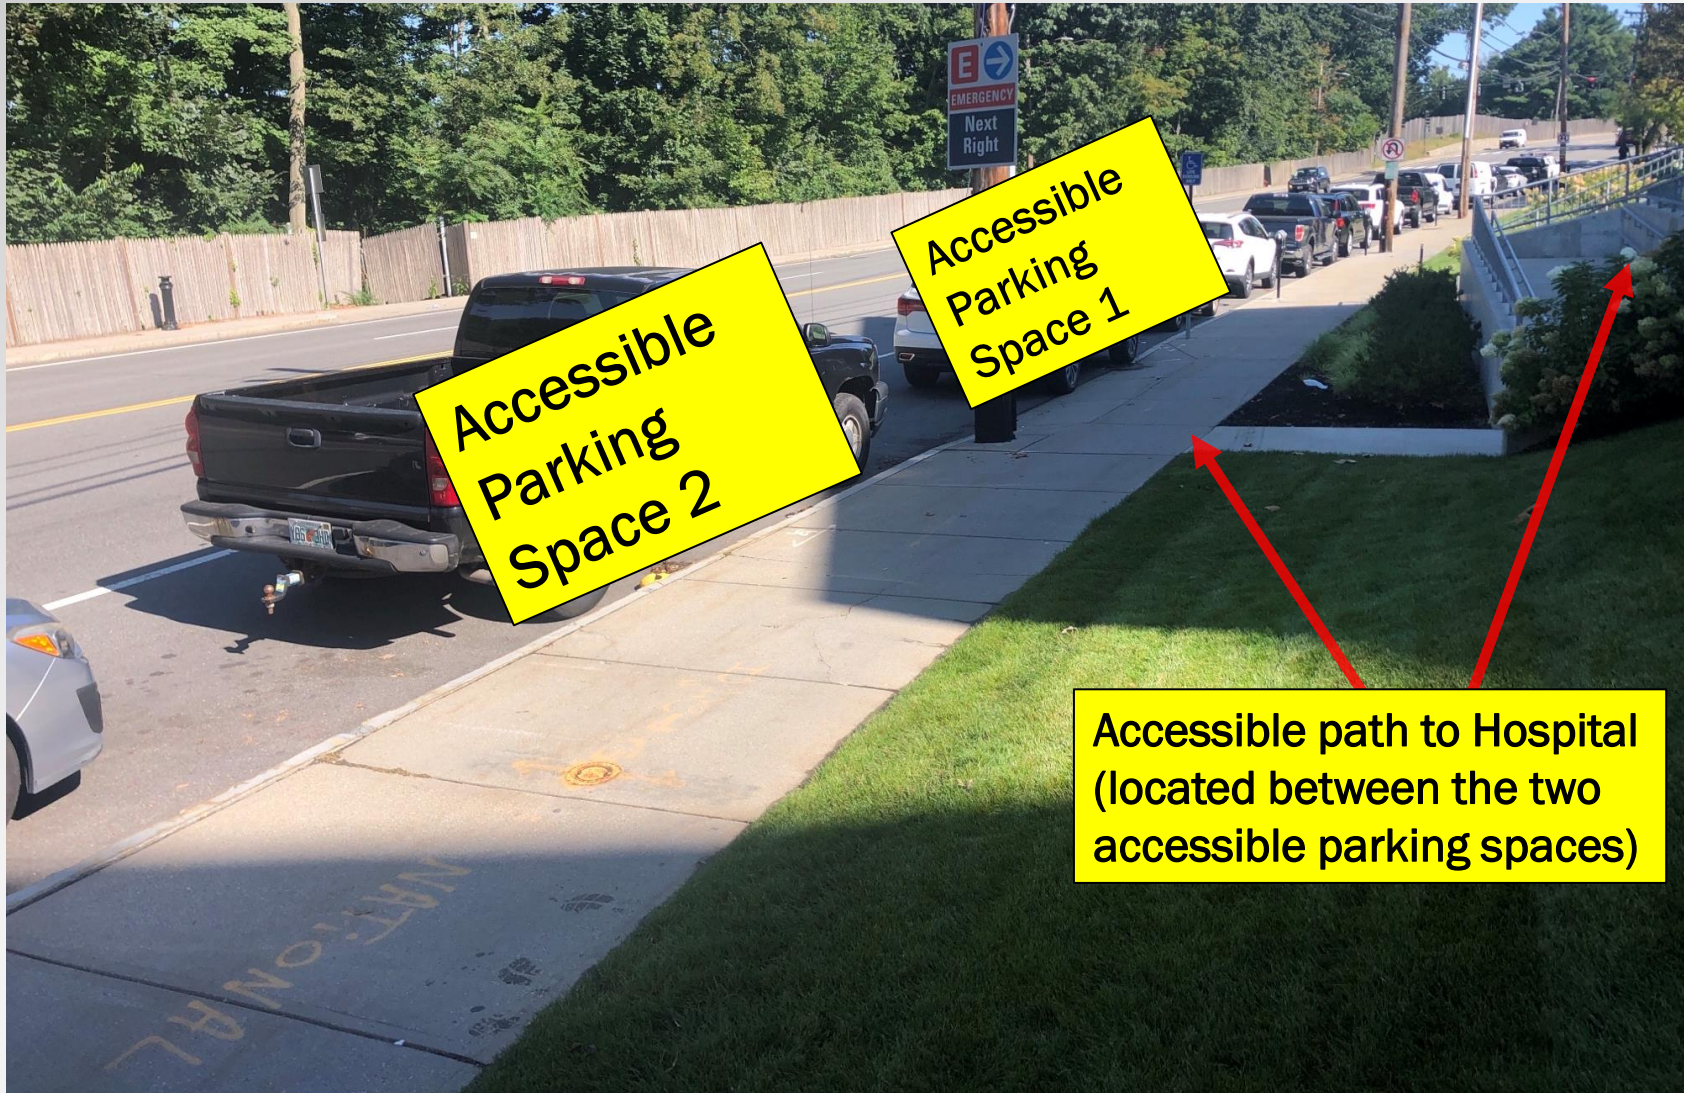 E
EMERGENCY
Next
Right
Accessible
Parking
Space 1
Accessible
Parking
Space 2
Accessible path to Hospital
(located between the two
accessible parking spaces)
NATiONAL